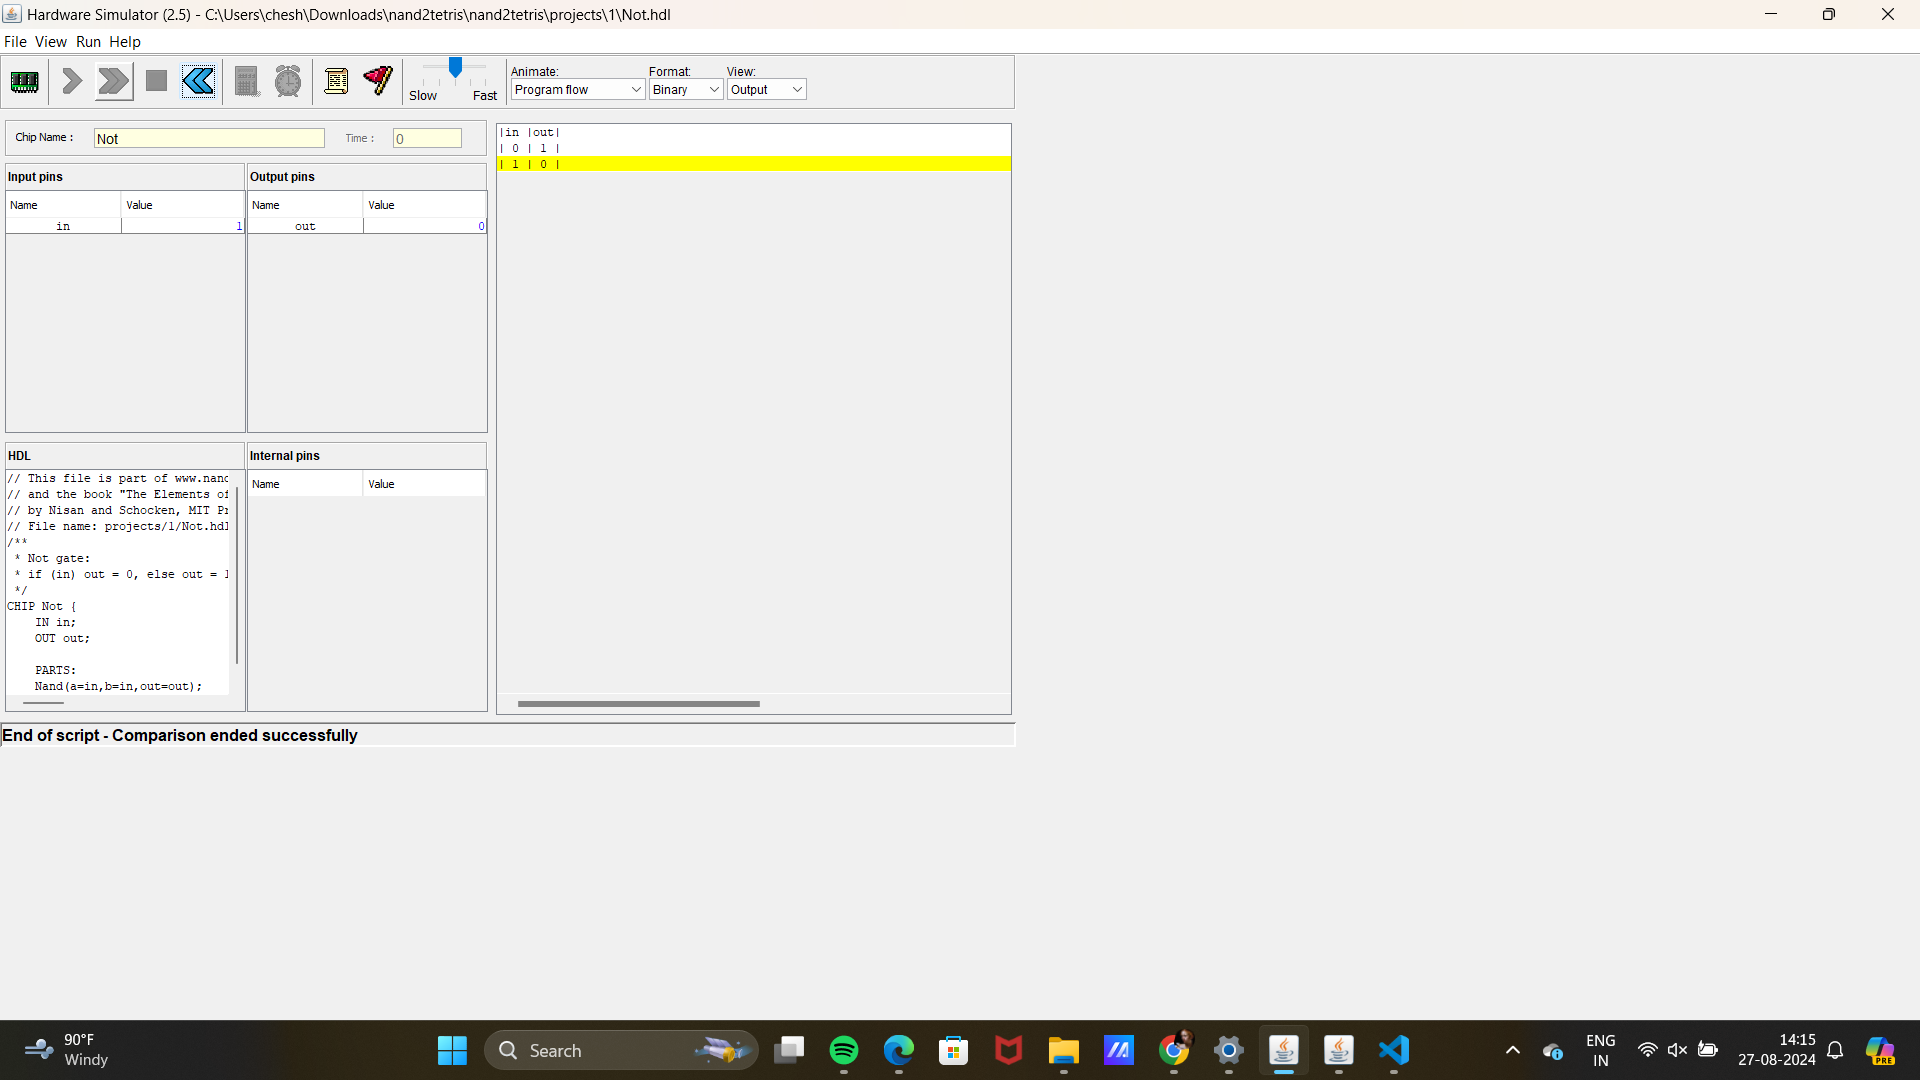 Hardware Simulator (2.5) - C:\Users\chesh\Downloads\nand2tetris\nand2tetris\projects\1\Not.hdl
File View Run Help
Slow Fast
Animate: Format: View:
Program flow Binary Output
Chip Name : Not Time : 0
Input pins Output pins
Name Value Name Value
in 1 out 0
|in |out|
| 0 | 1 |
| 1 | 0 |
HDL
// This file is part of www.nand
// and the book "The Elements of
// by Nisan and Schocken, MIT Pr
// File name: projects/1/Not.hdl
/**
* Not gate:
* if (in) out = 0, else out = 1
*/
CHIP Not {
IN in;
OUT out;
PARTS:
Nand(a=in,b=in,out=out);
Internal pins
Name Value
End of script - Comparison ended successfully
90°F
Windy
Search
PRE
ENG
IN
14:15
27-08-2024